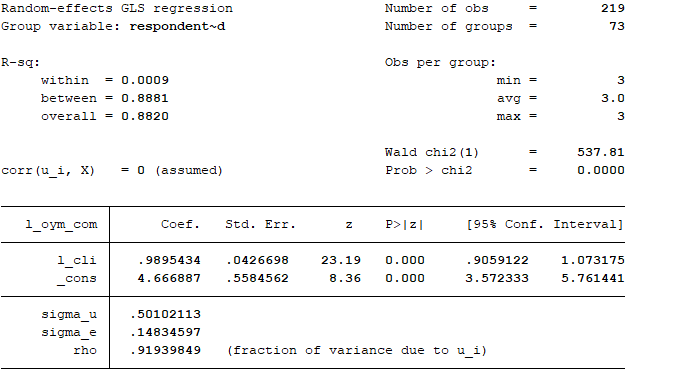 Random-effects GLS regression Number of obs = 219
Group variable: respondent~d Number of groups = 73
R-sq: Obs per group:
within = 0.0009 min = 3
between = 0.8881 avg = 3.0
overall = 0.8820 max = 3
Wald chi2(1) = 537.81
corr(u_i, X) = 0 (assumed) Prob > chi2 = 0.0000
l_oym_com Coef. Std. Err. z P>|z| [95% Conf. Interval]
l_cli .9895434 .0426698 23.19 0.000 .9059122 1.073175
_cons 4.666887 .5584562 8.36 0.000 3.572333 5.761441
sigma_u .50102113
sigma_e .14834597
rho .91939849 (fraction of variance due to u_i)